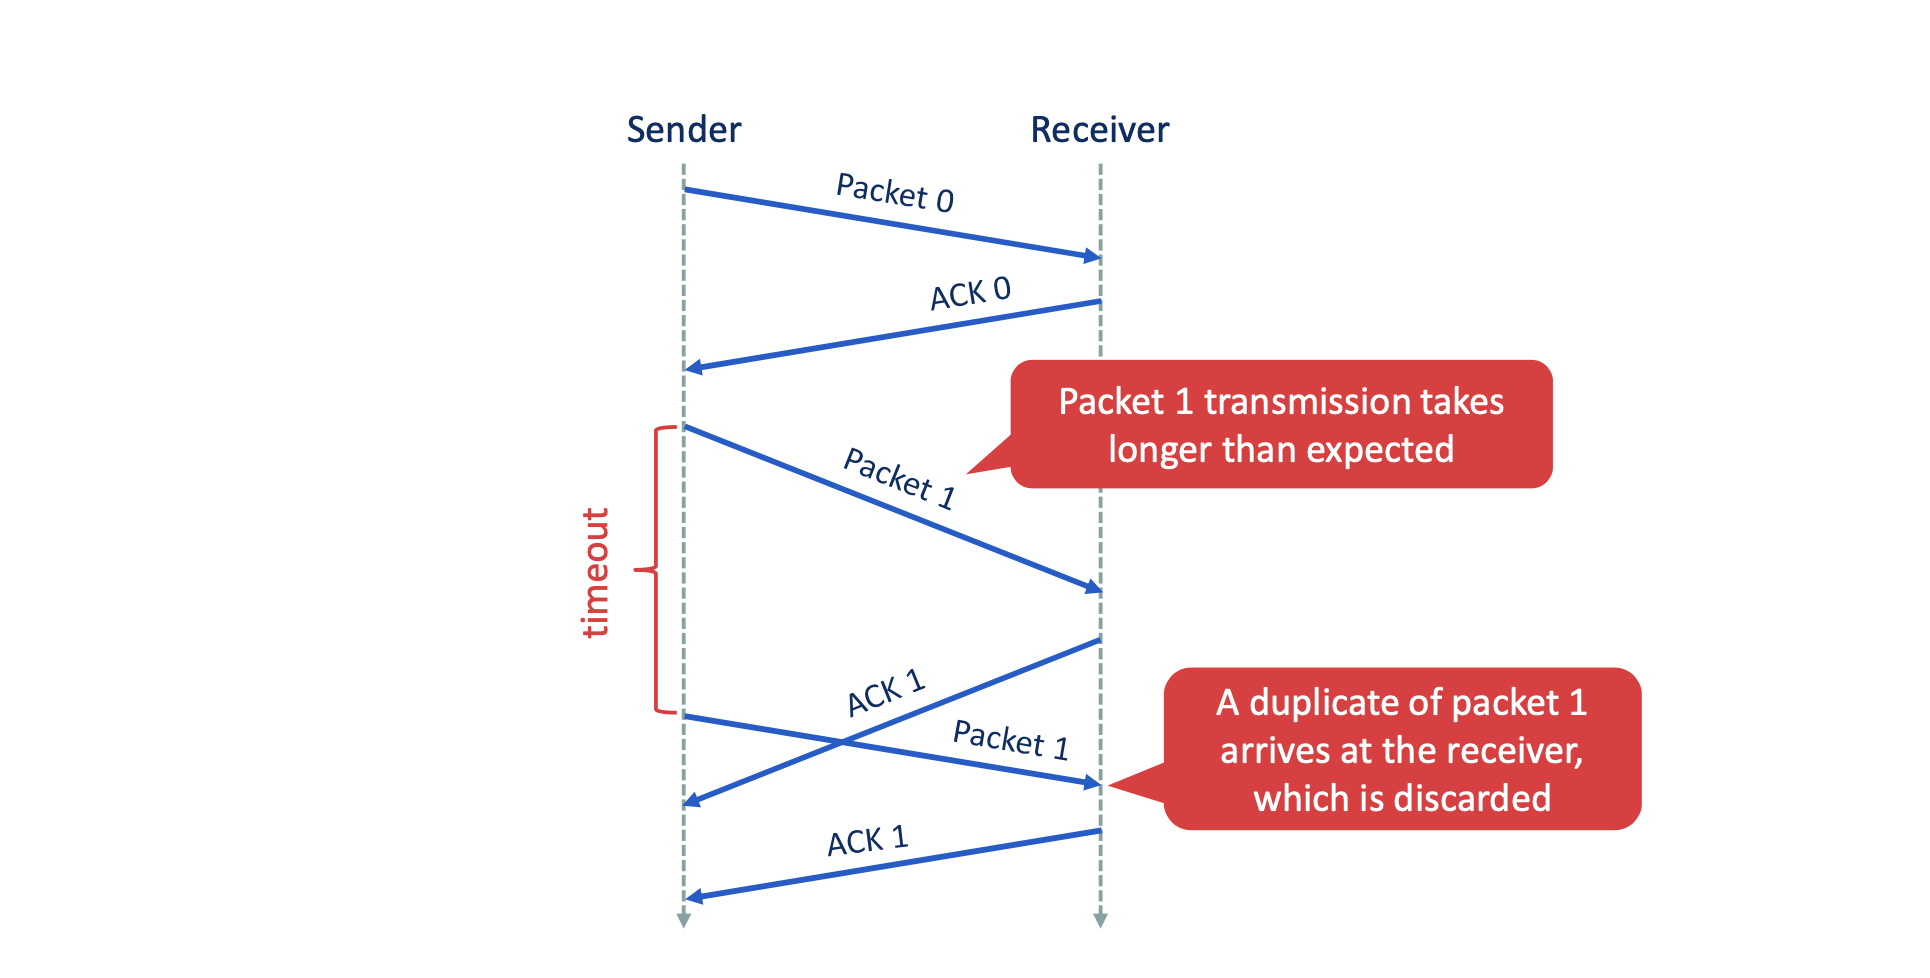 Sender
Receiver
Packet 0
ACK 0
Packet 1 transmission takes
longer than expected
Packet 1
timeout
ACK 1
Packet 1
A duplicate of packet 1
arrives at the receiver,
which is discarded
ACK 1